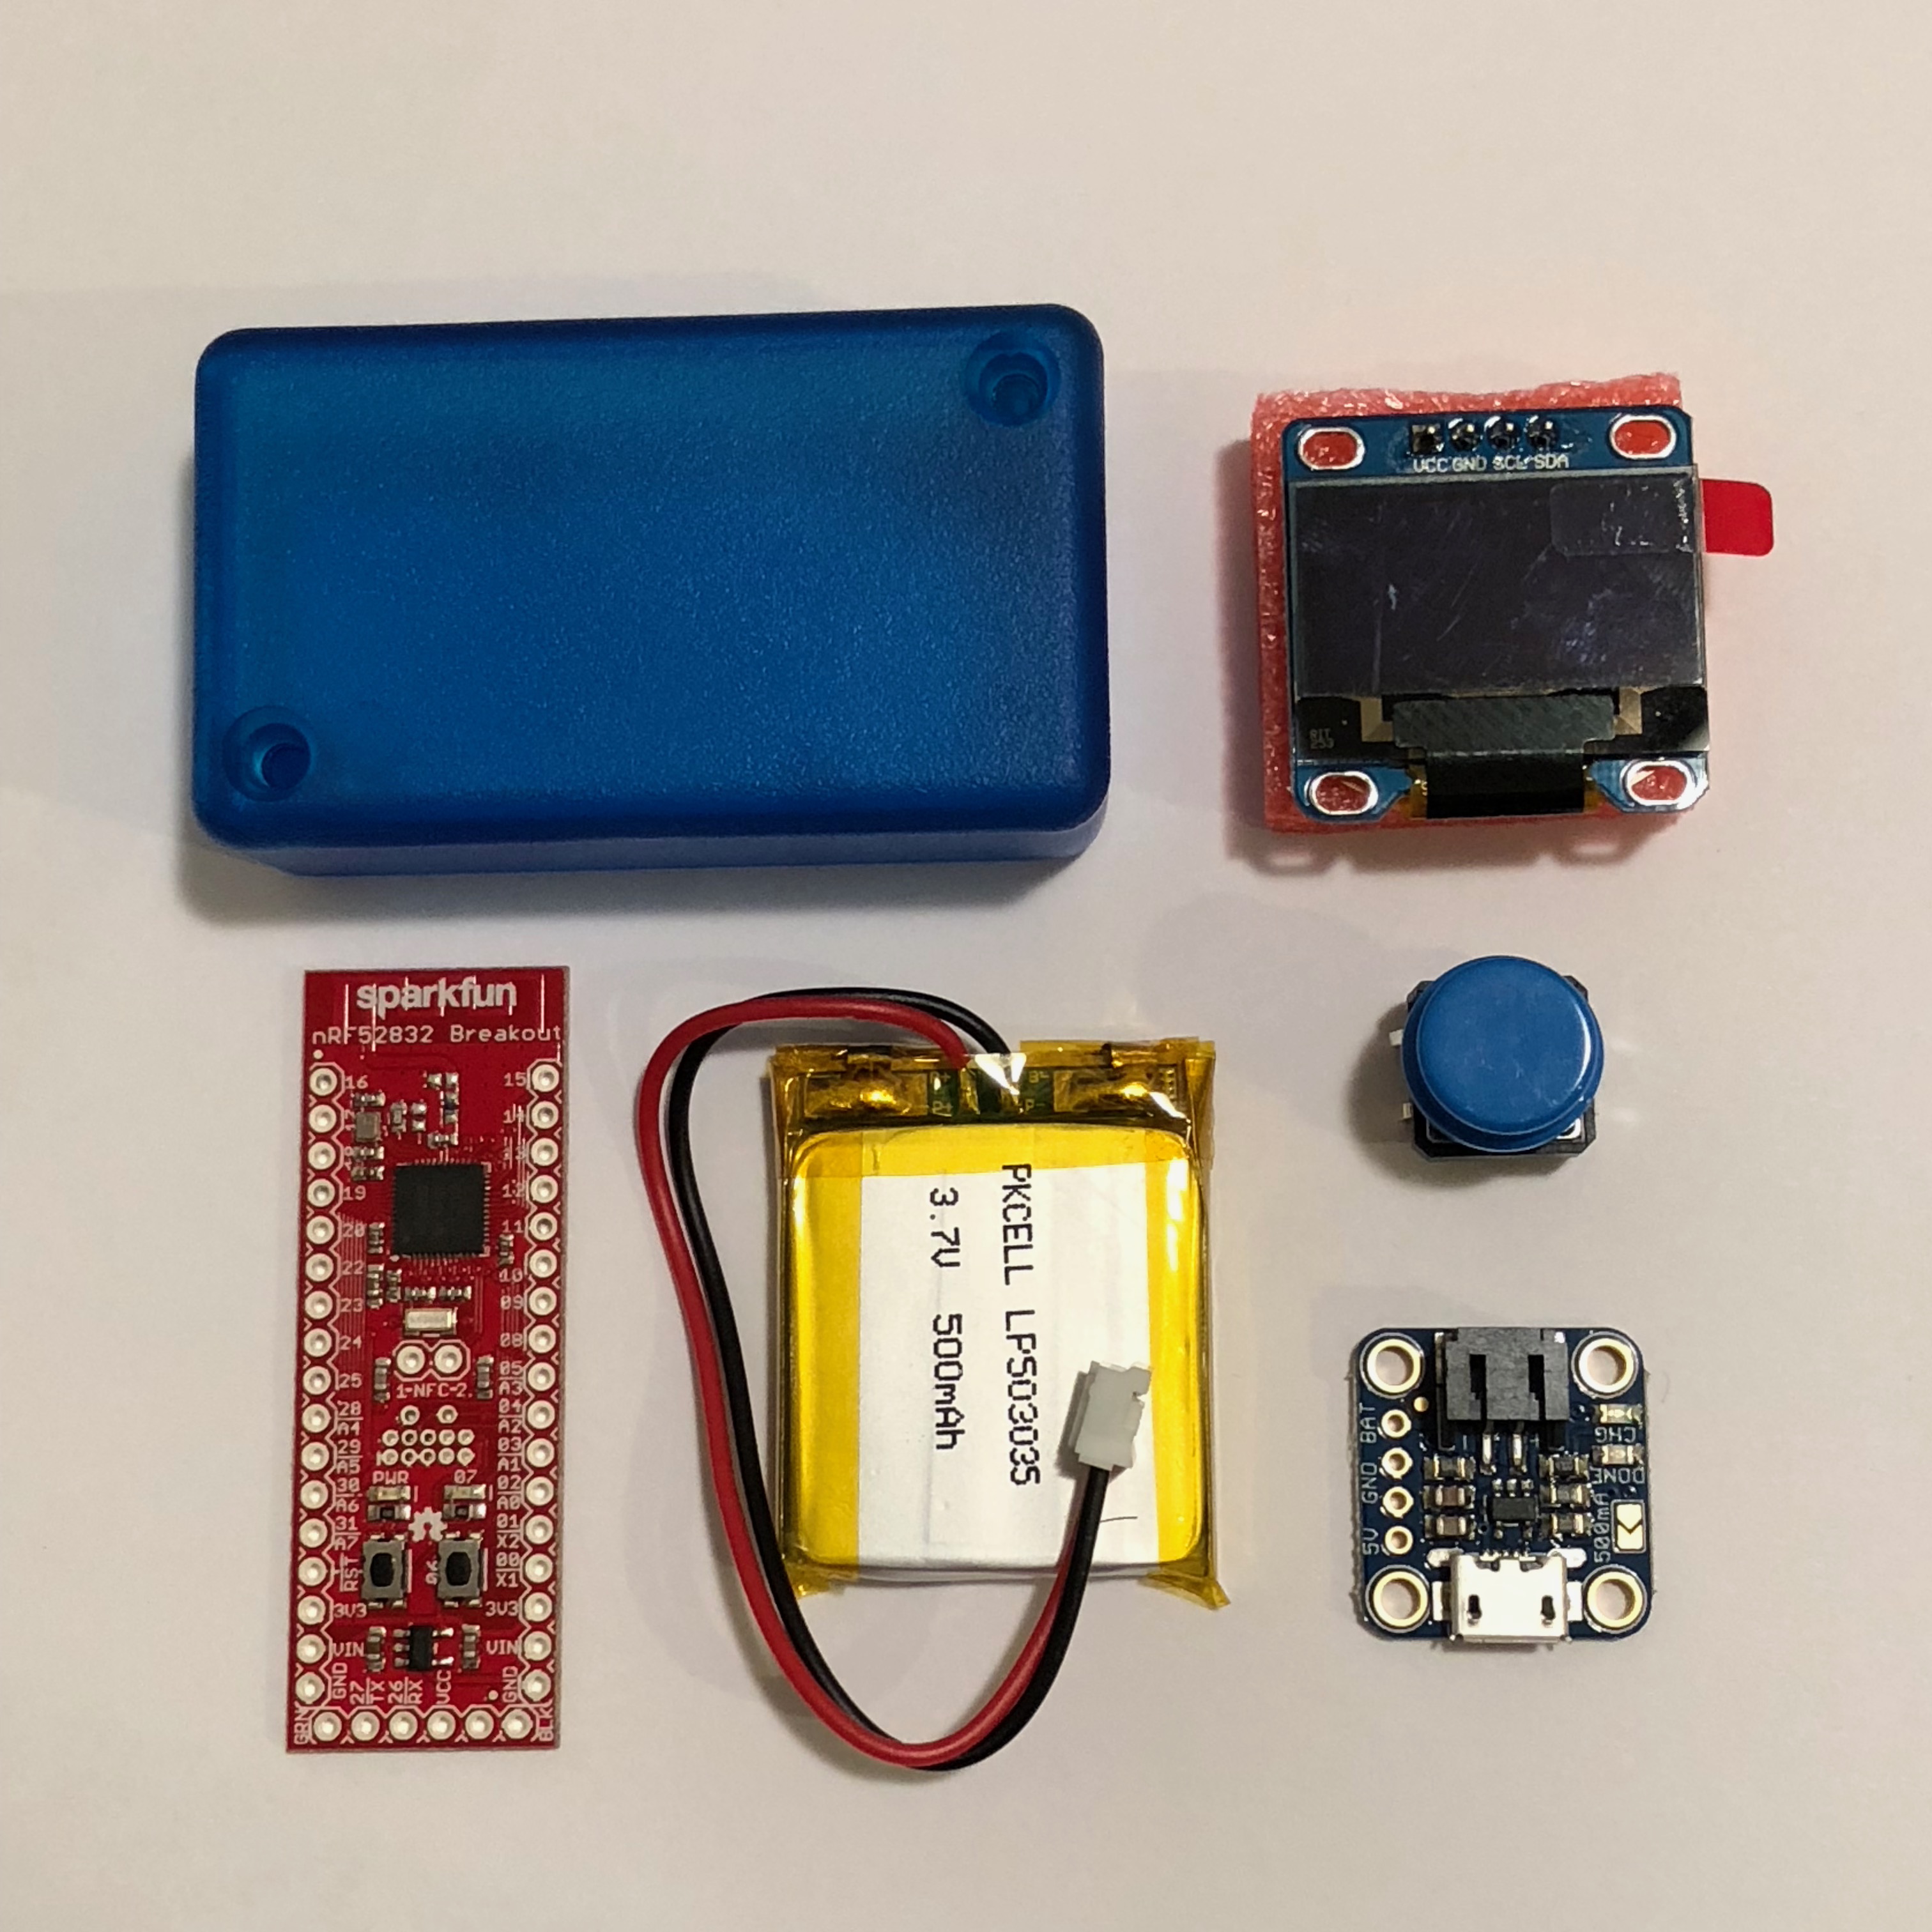 VCC GND SCL SDA
sparkfun
nRF52832 Breakout
16
15
19
12
20
11
22
10
23
09
24
08
25
05
A3
1-NFC-2
28
A4
04
A2
29
A5
03
A1
PWR
07
30
A6
02
A0
31
A7
01
X2
RST
06
00
X1
3V3
3V3
VIN
VIN
GND
27
TX
26
RX
VCC
GND
GRN
BLK
PKCELL LP503035
3.7V 500mAh
BAT
GND
5V
CHG
DONE
500mA